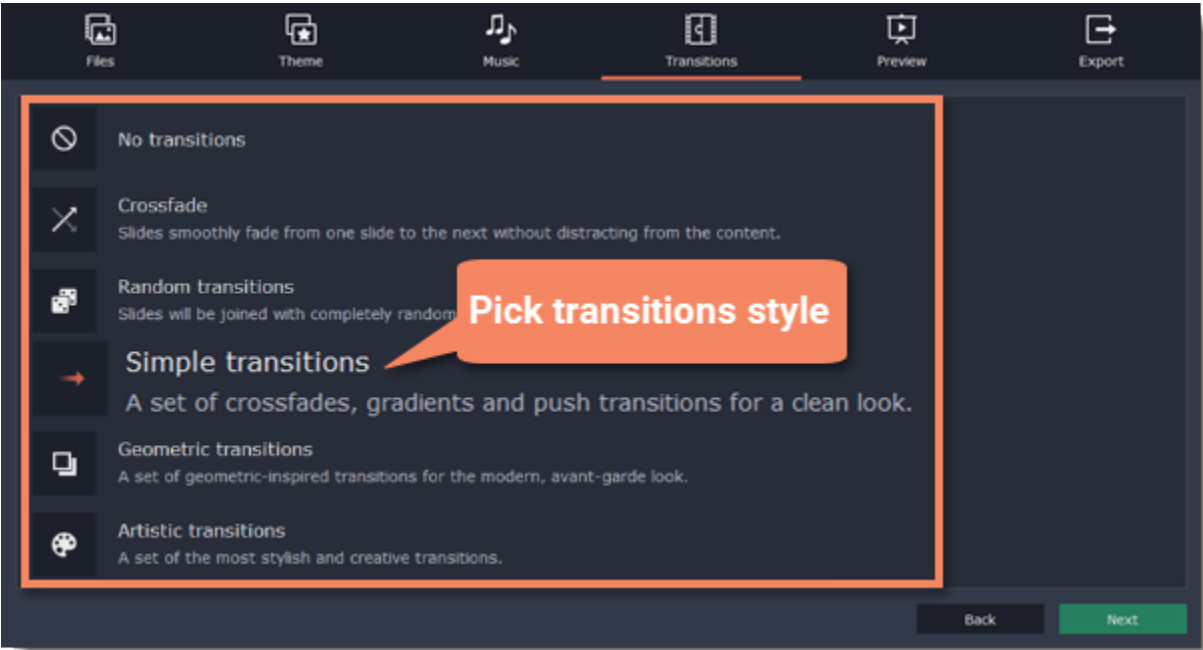 Files Theme Music Transitions Preview Export
No transitions
Crossfade
Slides smoothly fade from one slide to the next without distracting from the content.
Random transitions
Slides will be joined with completely random
Pick transitions style
Simple transitions
A set of crossfades, gradients and push transitions for a clean look.
Geometric transitions
A set of geometric-inspired transitions for the modern, avant-garde look.
Artistic transitions
A set of the most stylish and creative transitions.
Back Next